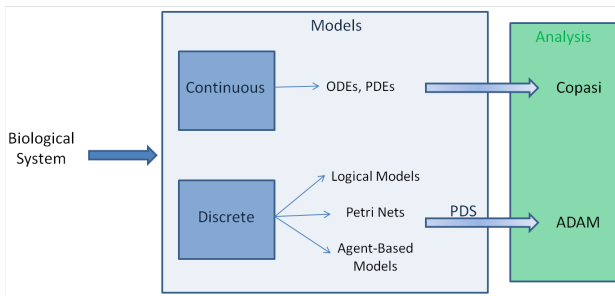 Models
Analysis
Continuous
ODEs, PDEs
Copasi
Biological
System
Logical Models
Discrete
Petri Nets
PDS
ADAM
Agent-Based
Models